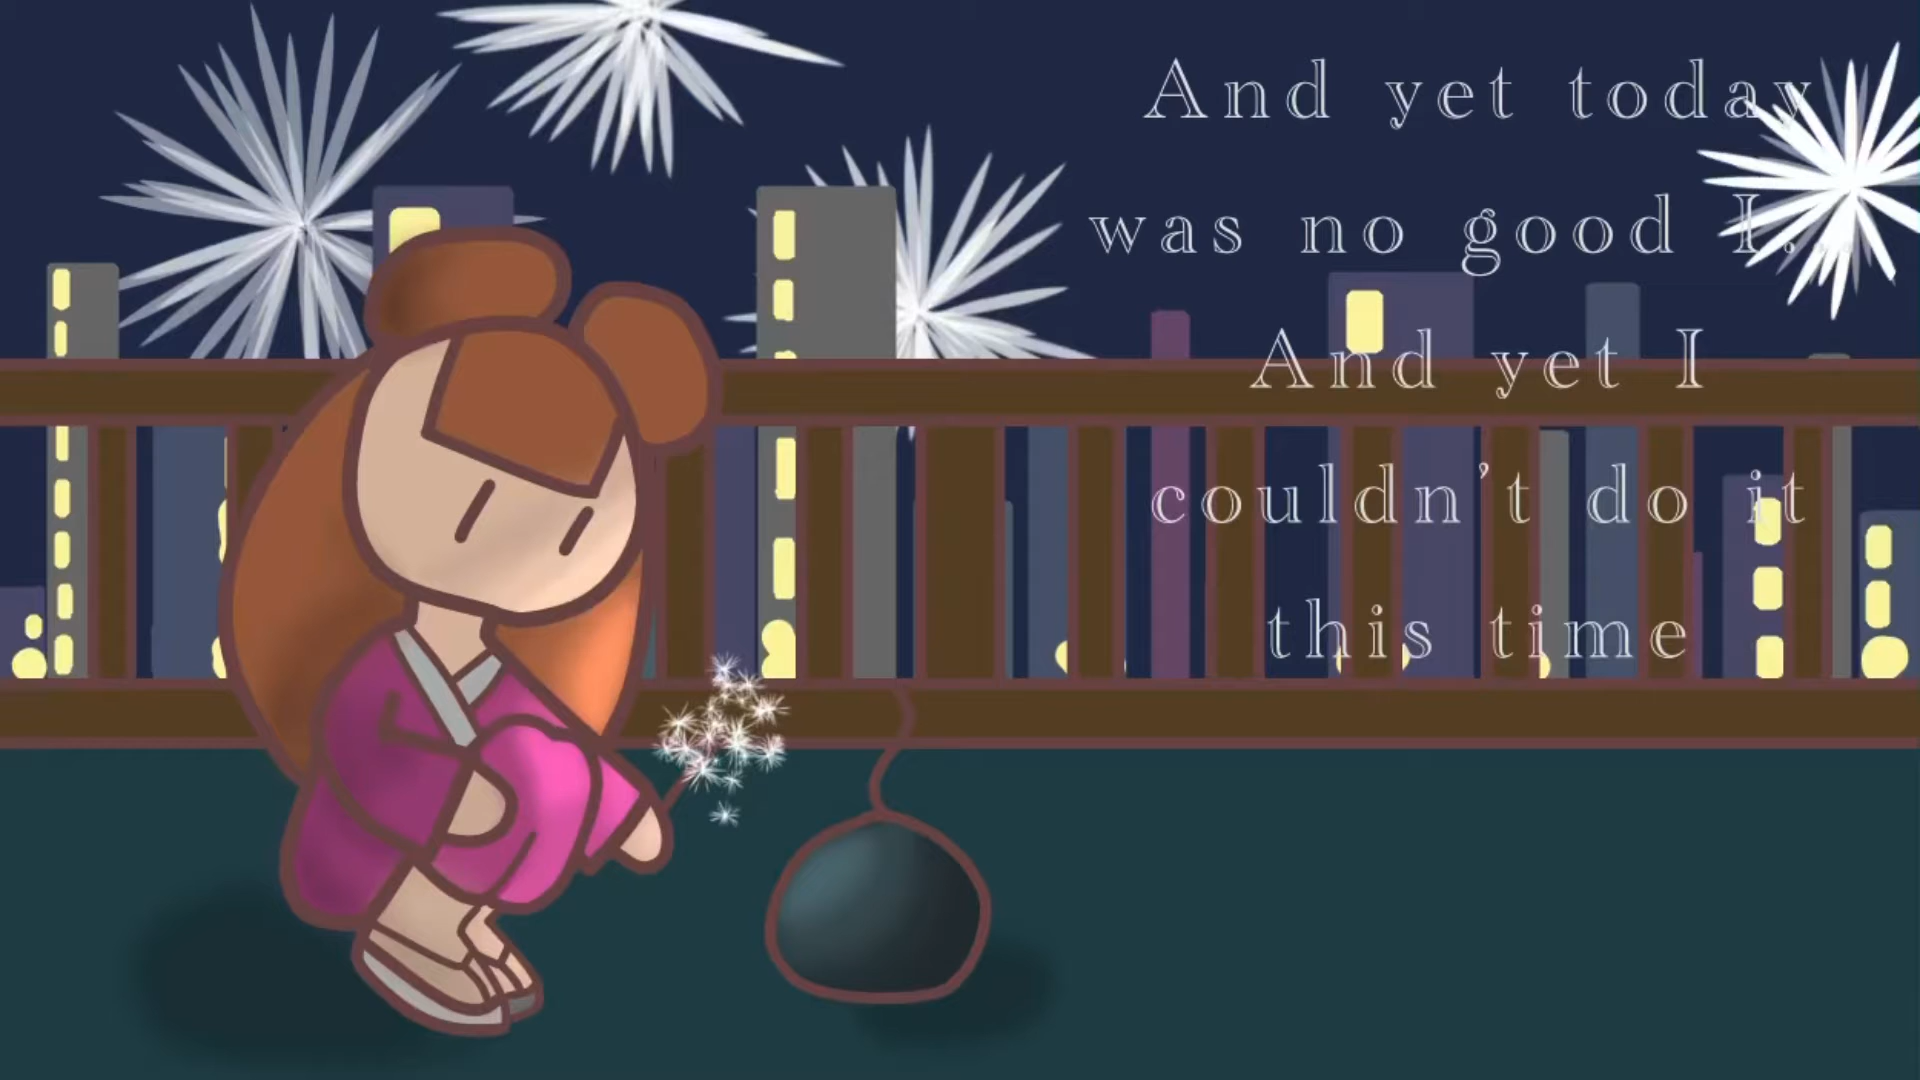 And yet today
was no good I...
And yet I
couldn't do it
this time